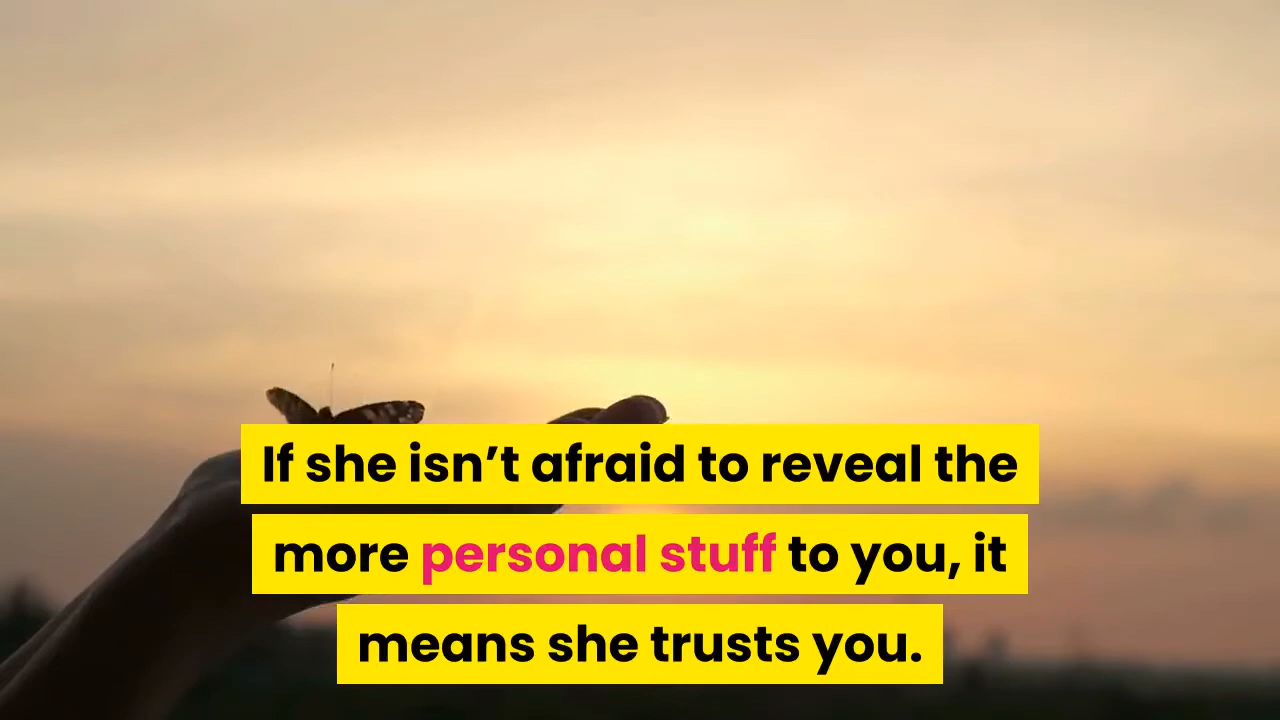 If she isn’t afraid to reveal the
more personal stuff to you, it
means she trusts you.